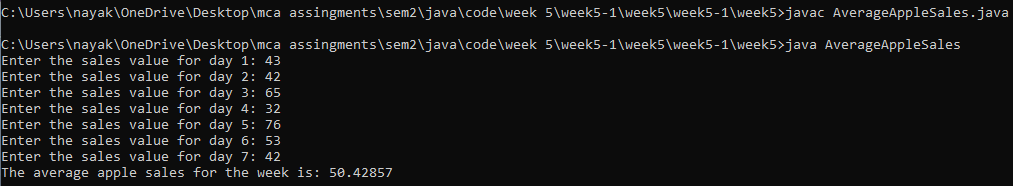 C:\Users\nayak\OneDrive\Desktop\mca assingments\sem2\java\code\week 5\week5-1\week5\week5-1\week5>javac AverageAppleSales.java
C:\Users\nayak\OneDrive\Desktop\mca assingments\sem2\java\code\week 5\week5-1\week5\week5-1\week5>java AverageAppleSales
Enter the sales value for day 1: 43
Enter the sales value for day 2: 42
Enter the sales value for day 3: 65
Enter the sales value for day 4: 32
Enter the sales value for day 5: 76
Enter the sales value for day 6: 53
Enter the sales value for day 7: 42
The average apple sales for the week is: 50.42857